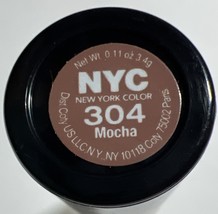 Net Wt. 0.11 oz 3.4g
NYC
NEW YORK COLOR
304
Mocha
Dist. Coty US LLC N.Y., N.Y. 10118 Coty 75002 Paris